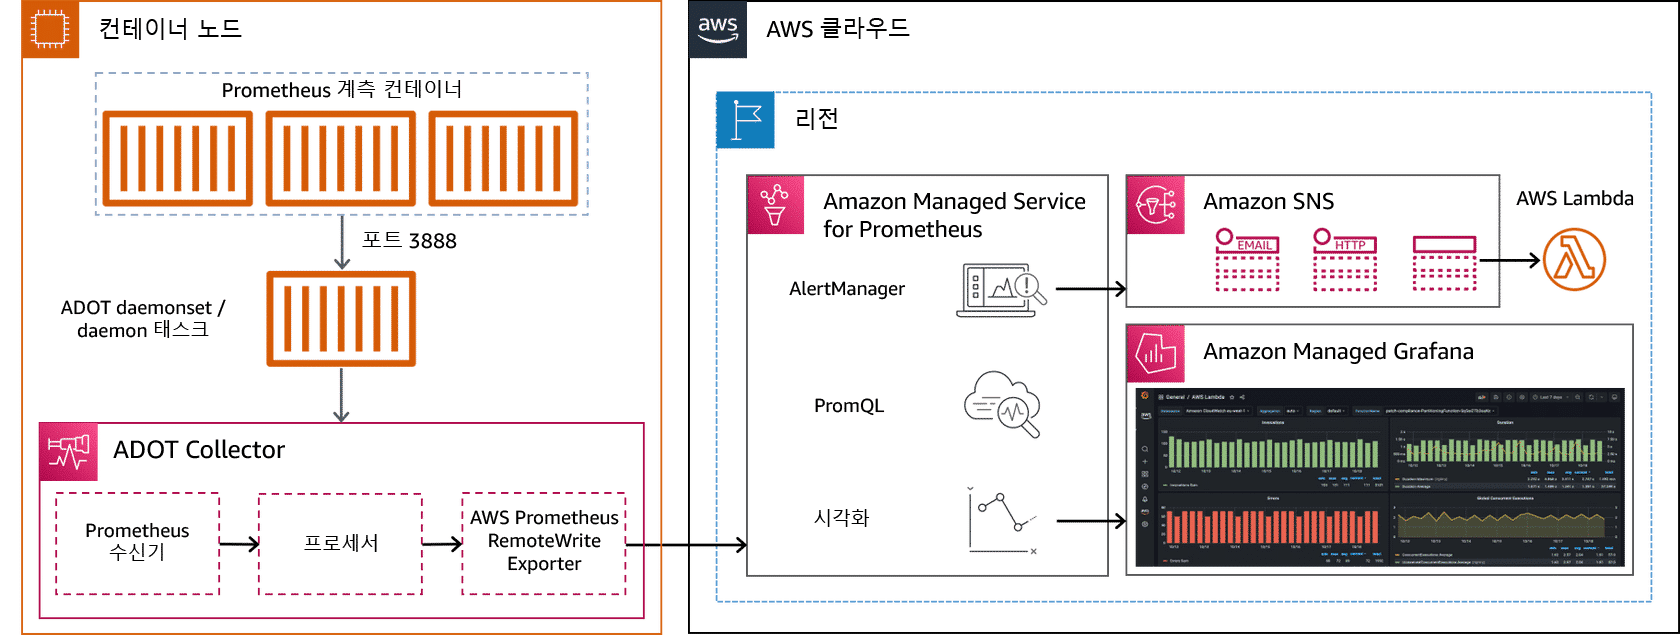 컨테이너 노드
Prometheus 계측 컨테이너
포트 3888
ADOT daemonset /
daemon 태스크
ADOT Collector
Prometheus
수신기
프로세서
AWS Prometheus
RemoteWrite
Exporter
aws
AWS 클라우드
리전
Amazon Managed Service
for Prometheus
AlertManager
PromQL
시각화
Amazon SNS
EMAIL
HTTP
AWS Lambda
Amazon Managed Grafana
General / AWS Lambda
Last 7 days
Invocations
Duration
Errors
Global Concurrent Executions